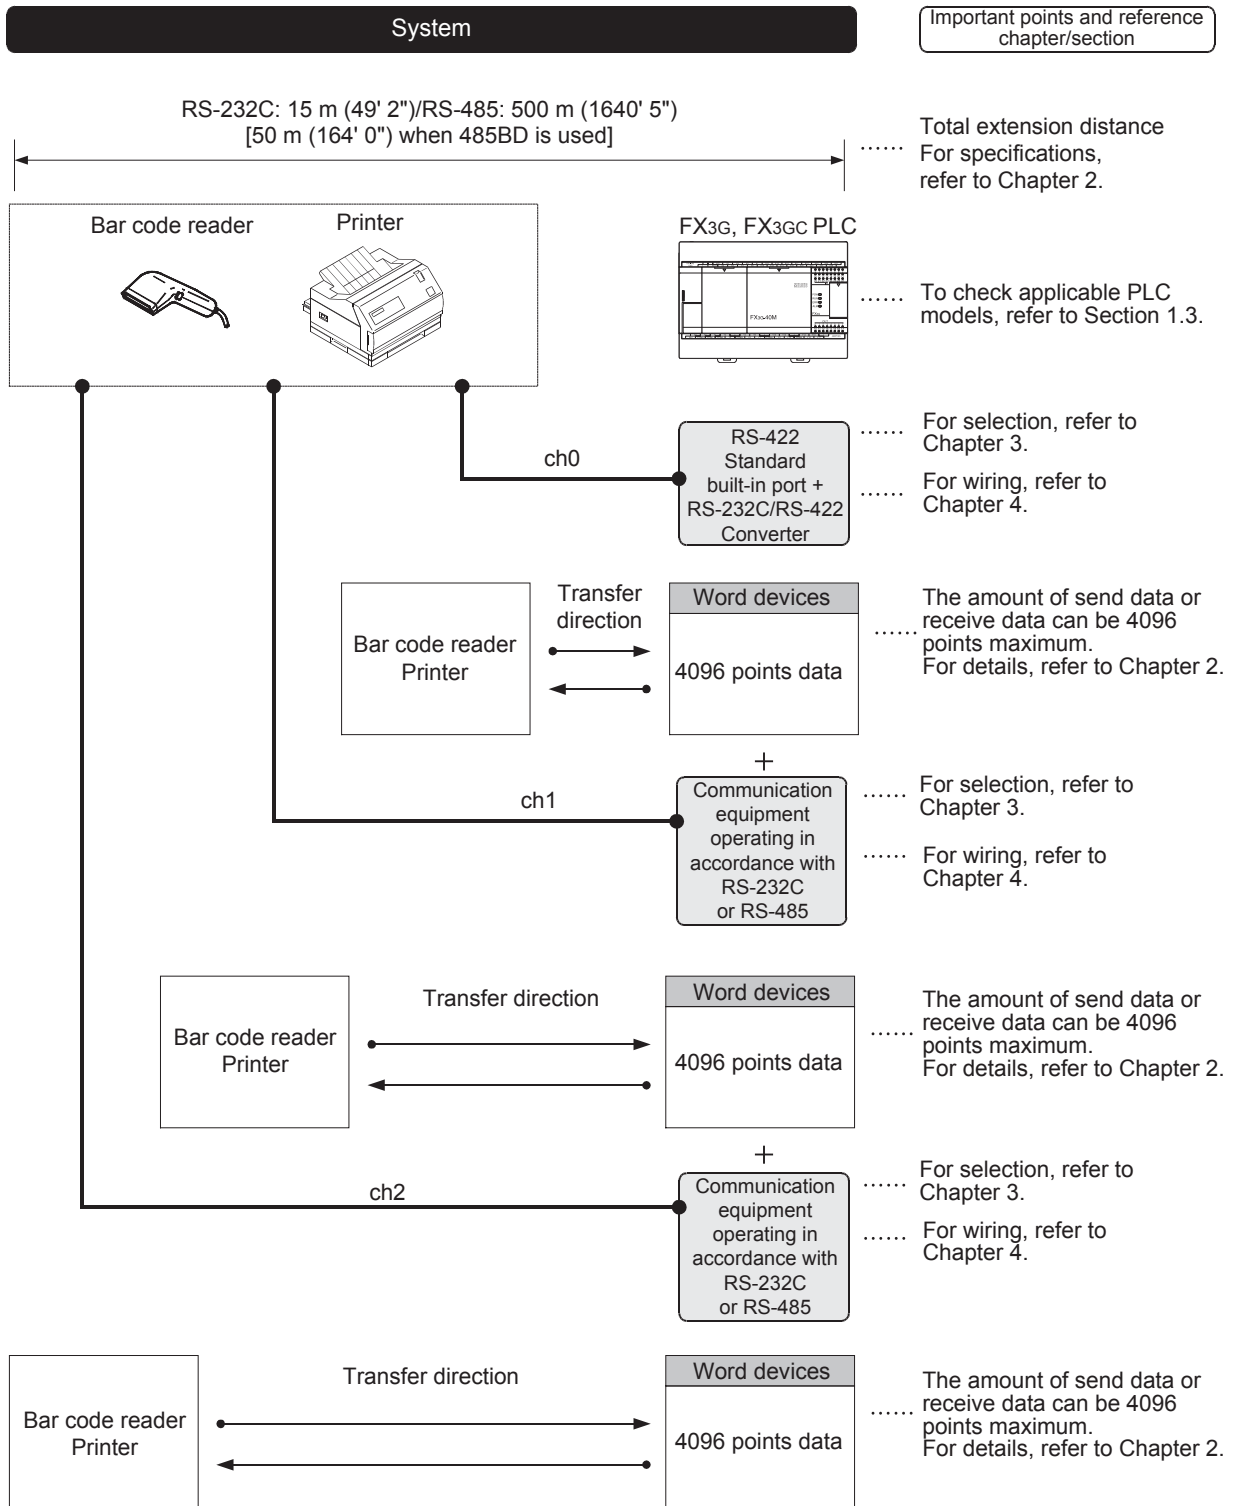 System
Important points and reference
chapter/section
RS-232C: 15 m (49' 2")/RS-485: 500 m (1640' 5")
[50 m (164' 0") when 485BD is used]
...... Total extension distance
For specifications,
refer to Chapter 2.
Bar code reader
Printer
FX3G, FX3GC PLC
FX3G-40M
...... To check applicable PLC
models, refer to Section 1.3.
ch0
RS-422
Standard
built-in port +
RS-232C/RS-422
Converter
...... For selection, refer to
Chapter 3.
...... For wiring, refer to
Chapter 4.
Bar code reader
Printer
Transfer
direction
Word devices
4096 points data
...... The amount of send data or
receive data can be 4096
points maximum.
For details, refer to Chapter 2.
+
ch1
Communication
equipment
operating in
accordance with
RS-232C
or RS-485
...... For selection, refer to
Chapter 3.
...... For wiring, refer to
Chapter 4.
Bar code reader
Printer
Transfer direction
Word devices
4096 points data
...... The amount of send data or
receive data can be 4096
points maximum.
For details, refer to Chapter 2.
+
ch2
Communication
equipment
operating in
accordance with
RS-232C
or RS-485
...... For selection, refer to
Chapter 3.
...... For wiring, refer to
Chapter 4.
Bar code reader
Printer
Transfer direction
Word devices
4096 points data
...... The amount of send data or
receive data can be 4096
points maximum.
For details, refer to Chapter 2.